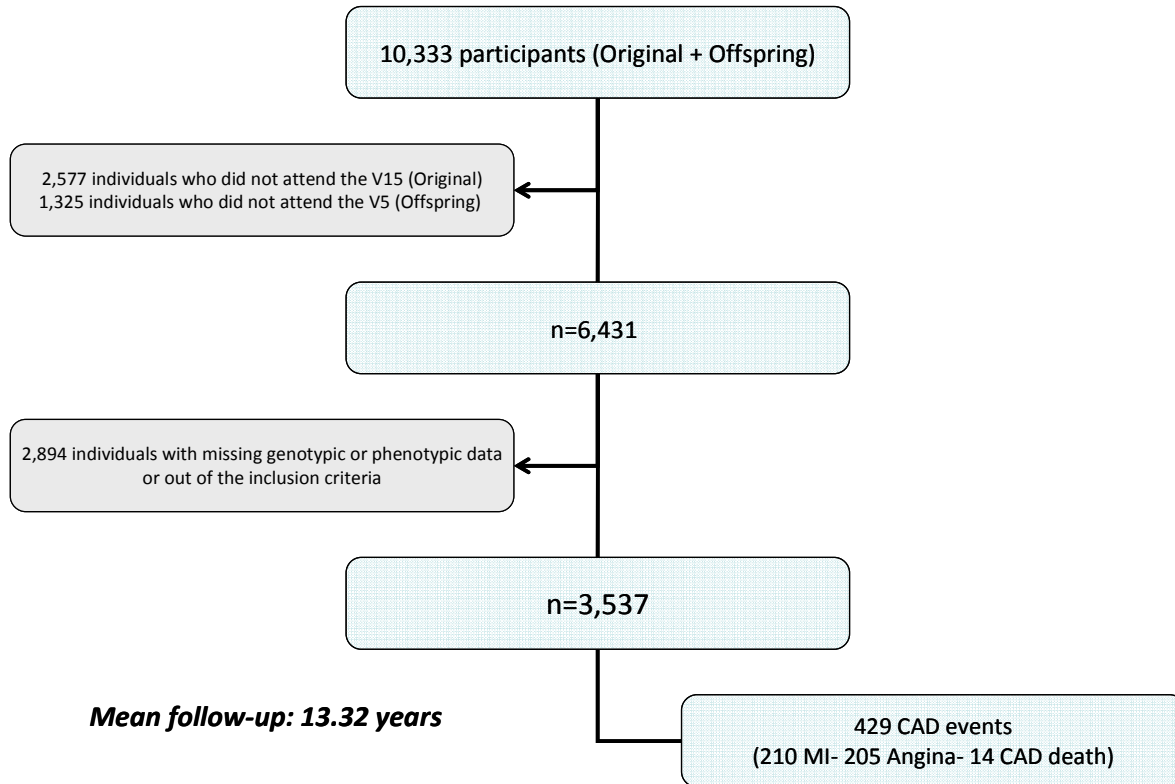 10,333 participants (Original + Offspring)
2,577 individuals who did not attend the V15 (Original)
1,325 individuals who did not attend the V5 (Offspring)
n=6,431
2,894 individuals with missing genotypic or phenotypic data
or out of the inclusion criteria
n=3,537
Mean follow-up: 13.32 years
429 CAD events
(210 MI- 205 Angina- 14 CAD death)